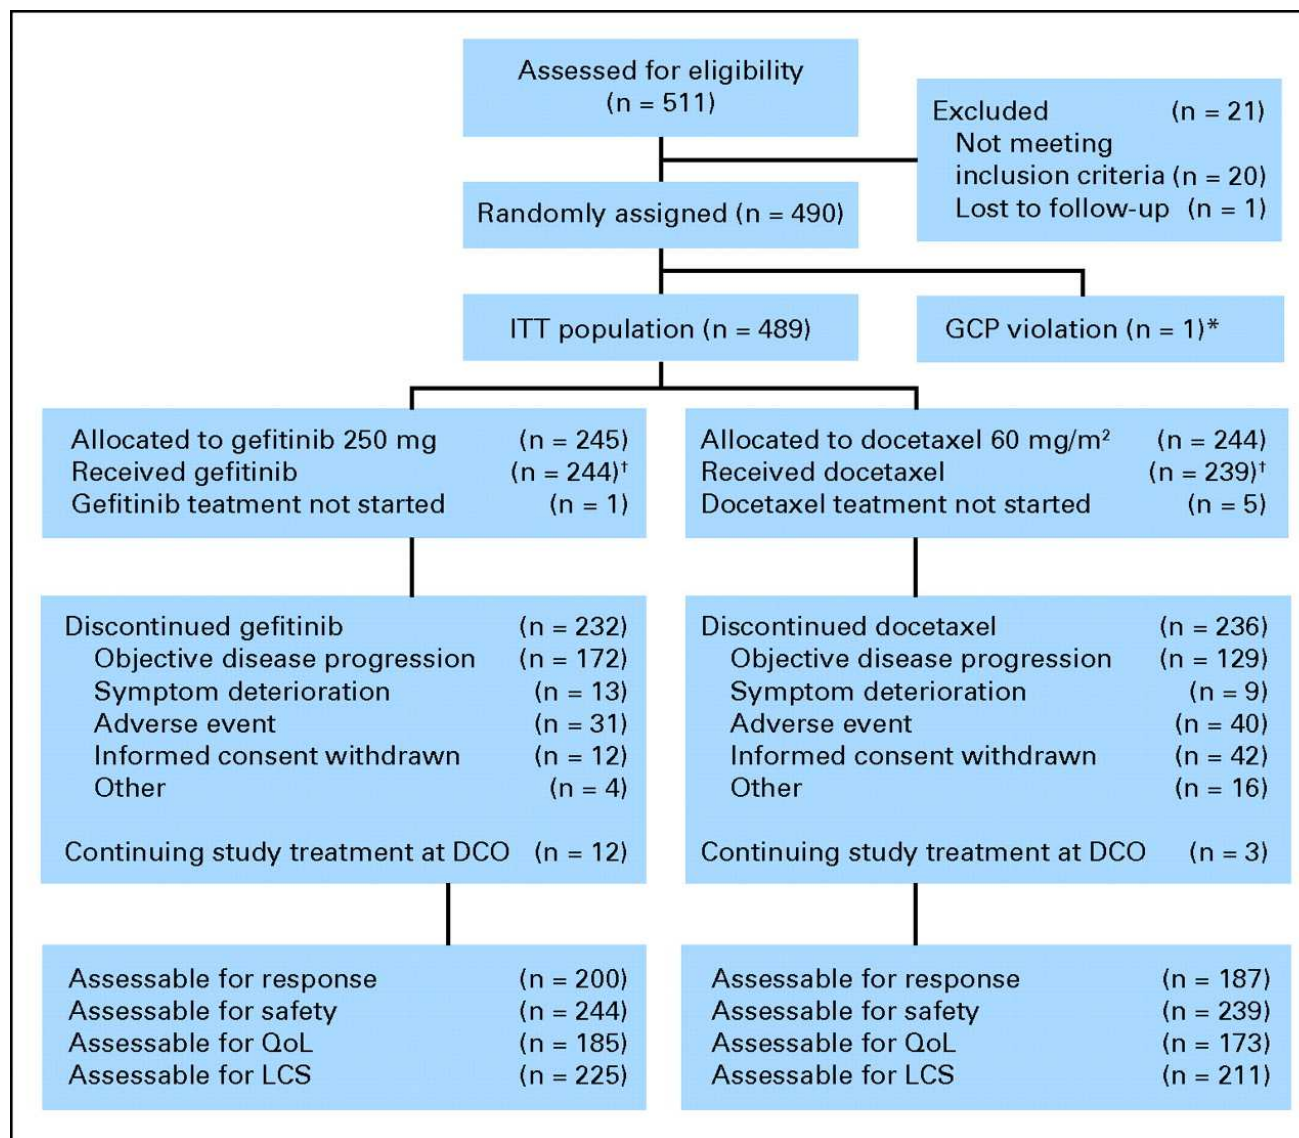 Assessed for eligibility
(n = 511)
Excluded (n = 21)
Not meeting
inclusion criteria (n = 20)
Lost to follow-up (n = 1)
Randomly assigned (n = 490)
ITT population (n = 489)
GCP violation (n = 1)*
Allocated to gefitinib 250 mg (n = 245)
Received gefitinib (n = 244)†
Gefitinib teatment not started (n = 1)
Allocated to docetaxel 60 mg/m² (n = 244)
Received docetaxel (n = 239)†
Docetaxel teatment not started (n = 5)
Discontinued gefitinib (n = 232)
Objective disease progression (n = 172)
Symptom deterioration (n = 13)
Adverse event (n = 31)
Informed consent withdrawn (n = 12)
Other (n = 4)
Continuing study treatment at DCO (n = 12)
Discontinued docetaxel (n = 236)
Objective disease progression (n = 129)
Symptom deterioration (n = 9)
Adverse event (n = 40)
Informed consent withdrawn (n = 42)
Other (n = 16)
Continuing study treatment at DCO (n = 3)
Assessable for response (n = 200)
Assessable for safety (n = 244)
Assessable for QoL (n = 185)
Assessable for LCS (n = 225)
Assessable for response (n = 187)
Assessable for safety (n = 239)
Assessable for QoL (n = 173)
Assessable for LCS (n = 211)